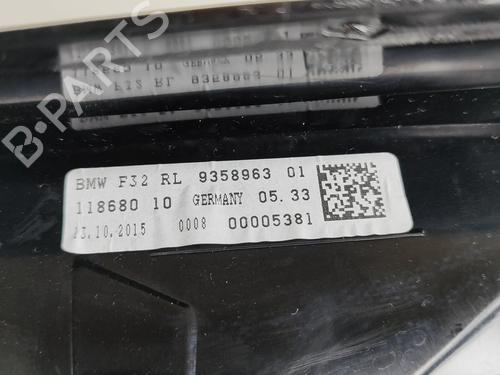 B-Parts
BMW F32 RL 9358963 01
118680 10 GERMANY 05.33
13.10.2015 0008 00005381